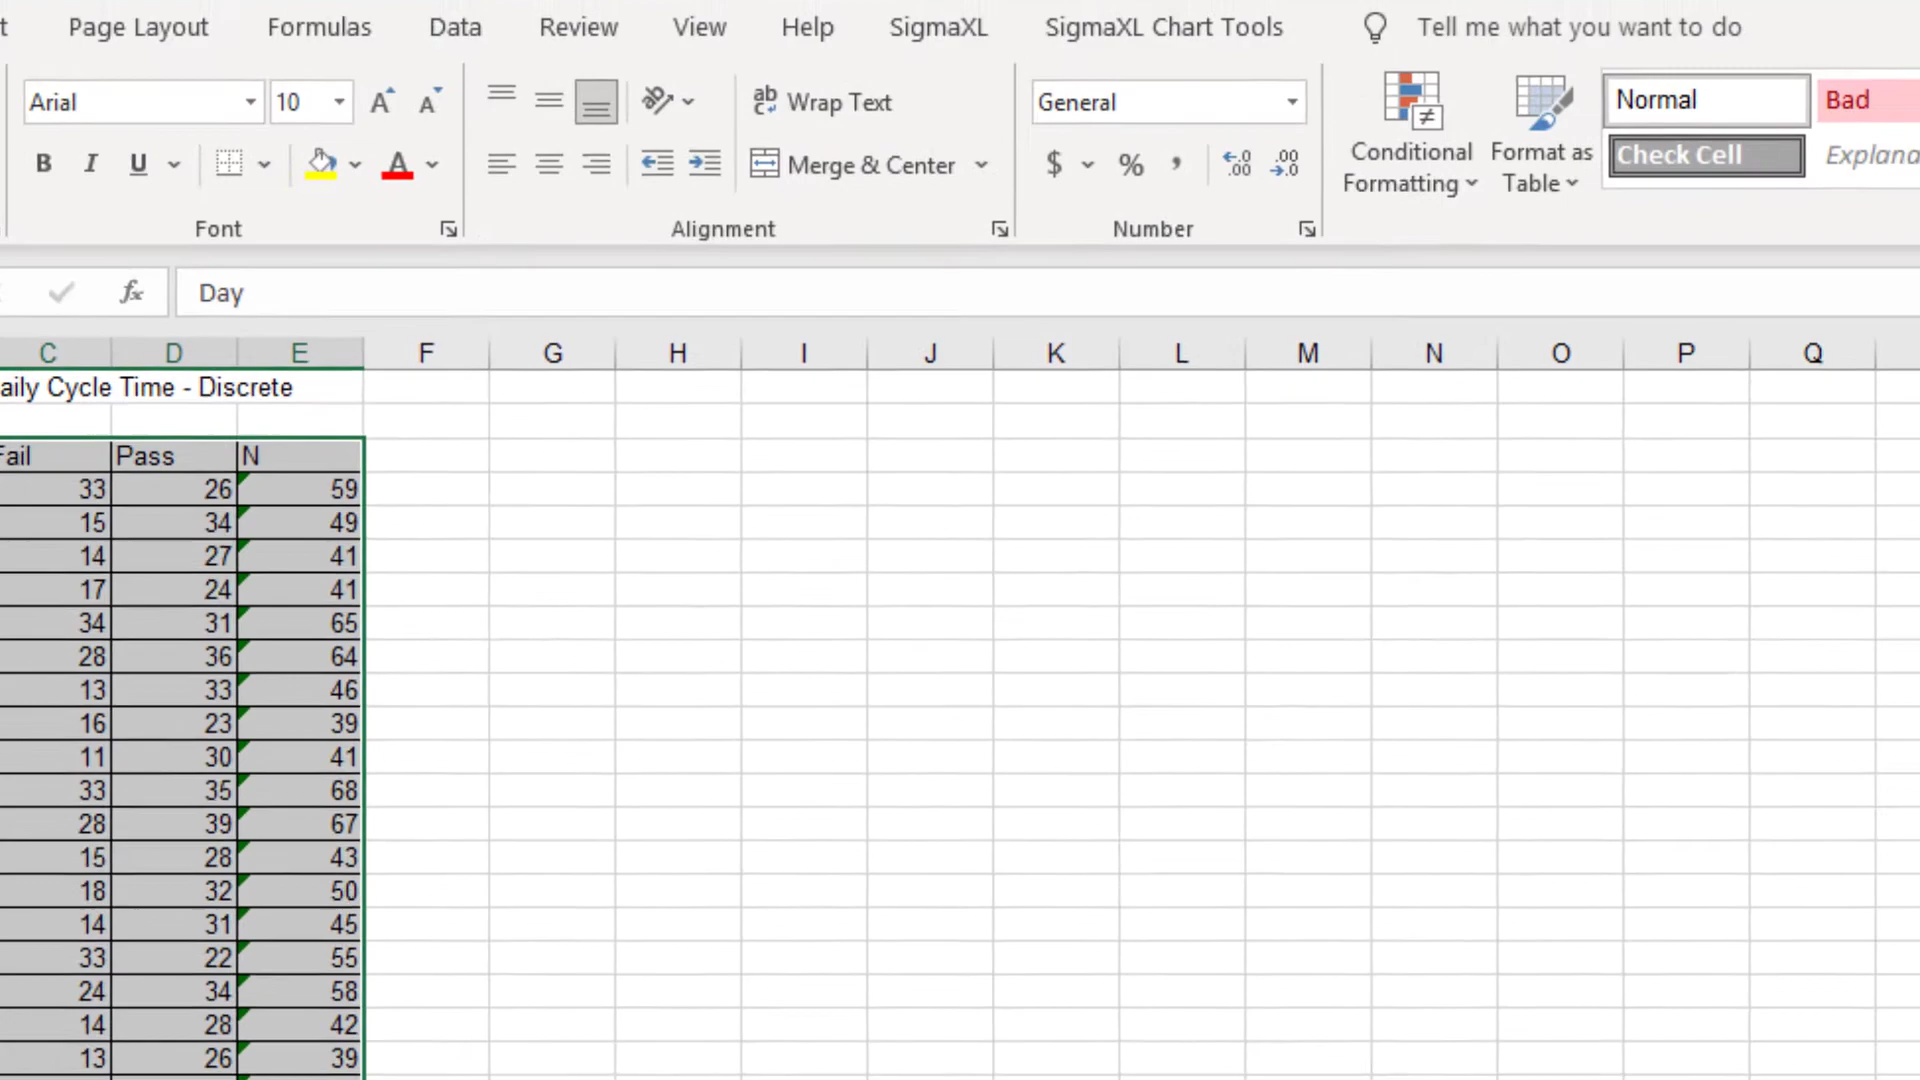 Page Layout Formulas Data Review View Help SigmaXL SigmaXL Chart Tools Tell me what you want to do
Arial 10 A A ab Wrap Text General Normal Bad
B I U A Merge & Center $ % , Conditional Formatting Format as Table Check Cell
Font Alignment Number
fx Day
C D E F G H I J K L M N O P Q
Cycle Time - Discrete
Pass N
33 26 59
15 34 49
14 27 41
17 24 41
34 31 65
28 36 64
13 33 46
16 23 39
11 30 41
33 35 68
28 39 67
15 28 43
18 32 50
14 31 45
33 22 55
24 34 58
14 28 42
13 26 39